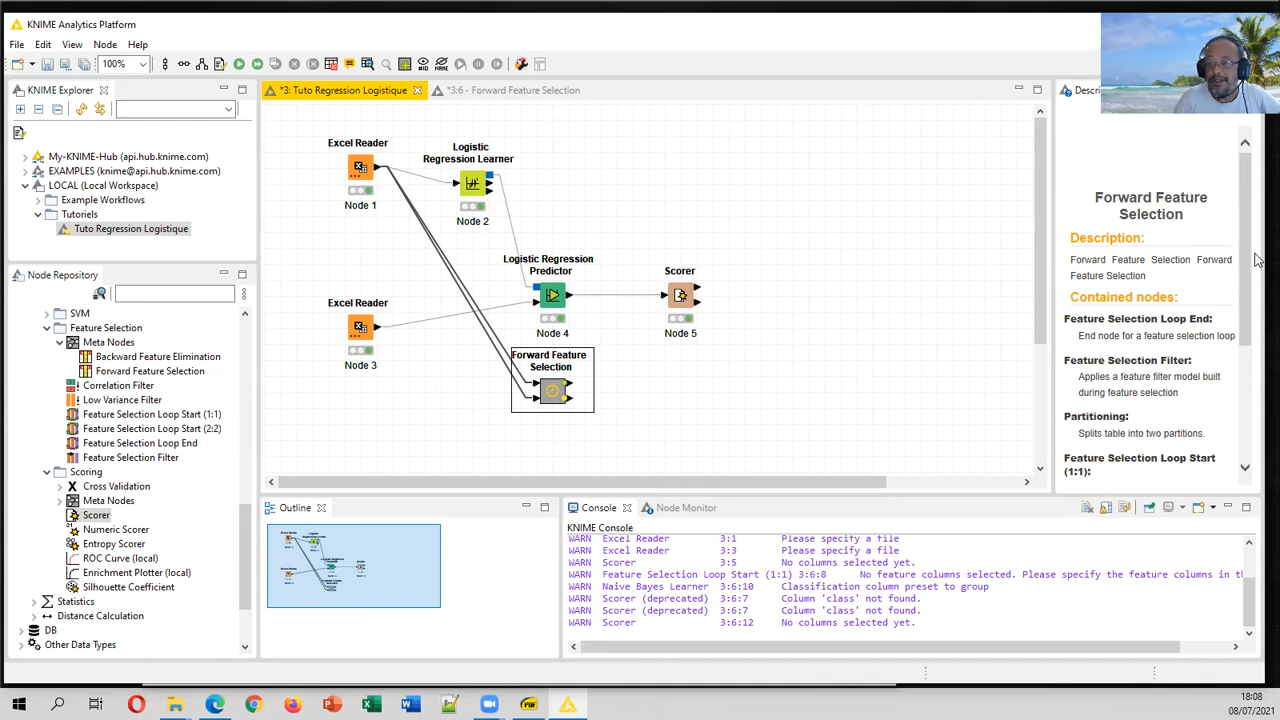 KNIME Analytics Platform
File Edit View Node Help
100%
KNIME Explorer
My-KNIME-Hub (api.hub.knime.com)
EXAMPLES (knime@api.hub.knime.com)
LOCAL (Local Workspace)
Example Workflows
Tutoriels
Tuto Regression Logistique
Node Repository
SVM
Feature Selection
Meta Nodes
Backward Feature Elimination
Forward Feature Selection
Correlation Filter
Low Variance Filter
Feature Selection Loop Start (1:1)
Feature Selection Loop Start (2:2)
Feature Selection Loop End
Feature Selection Filter
Scoring
Cross Validation
Meta Nodes
Scorer
Numeric Scorer
Entropy Scorer
ROC Curve (local)
Enrichment Plotter (local)
Silhouette Coefficient
Statistics
Distance Calculation
DB
Other Data Types
*3: Tuto Regression Logistique
*3:6 - Forward Feature Selection
Excel Reader
Node 1
Logistic
Regression Learner
Node 2
Logistic Regression
Predictor
Node 4
Scorer
Node 5
Excel Reader
Node 3
Forward Feature
Selection
Outline
Console
Node Monitor
KNIME Console
WARN Excel Reader 3:1 Please specify a file
WARN Excel Reader 3:3 Please specify a file
WARN Scorer 3:5 No columns selected yet.
WARN Feature Selection Loop Start (1:1) 3:6:8 No feature columns selected. Please specify the feature columns in th
WARN Naive Bayes Learner 3:6:10 Classification column preset to group
WARN Scorer (deprecated) 3:6:7 Column 'class' not found.
WARN Scorer (deprecated) 3:6:7 Column 'class' not found.
WARN Scorer 3:6:12 No columns selected yet.
Descri
Forward Feature
Selection
Description:
Forward Feature Selection Forward
Feature Selection
Contained nodes:
Feature Selection Loop End:
End node for a feature selection loop
Feature Selection Filter:
Applies a feature filter model built
during feature selection
Partitioning:
Splits table into two partitions.
Feature Selection Loop Start
(1:1):
18:08
08/07/2021